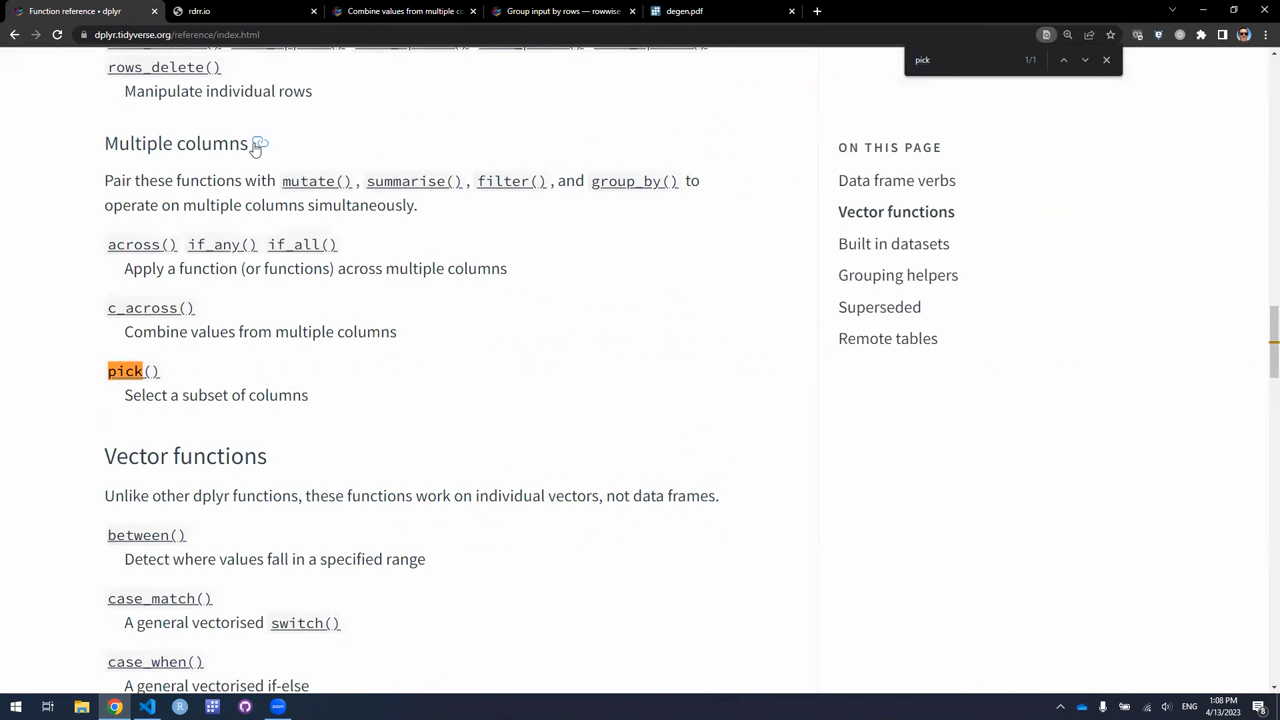 Function reference • dplyr
rdrr.io
Combine values from multiple co
Group input by rows — rowwise
degen.pdf
dplyr.tidyverse.org/reference/index.html
pick
1/1
rows_delete()
Manipulate individual rows
Multiple columns
Pair these functions with mutate(), summarise(), filter(), and group_by() to
operate on multiple columns simultaneously.
across() if_any() if_all()
Apply a function (or functions) across multiple columns
c_across()
Combine values from multiple columns
pick()
Select a subset of columns
Vector functions
Unlike other dplyr functions, these functions work on individual vectors, not data frames.
between()
Detect where values fall in a specified range
case_match()
A general vectorised switch()
case_when()
A general vectorised if-else
ON THIS PAGE
Data frame verbs
Vector functions
Built in datasets
Grouping helpers
Superseded
Remote tables
1:08 PM
4/13/2023